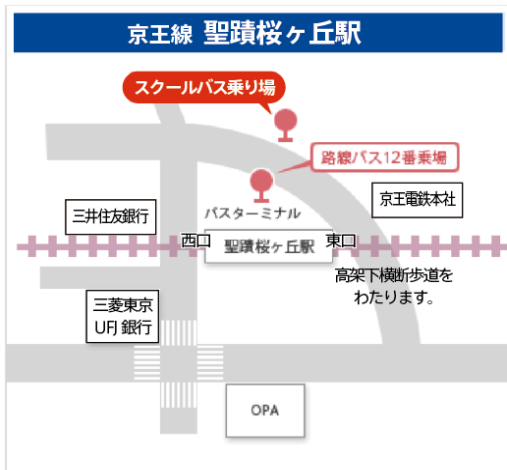 京王線 聖蹟桜ヶ丘駅
スクールバス乗り場
路線バス12番乗場
京王電鉄本社
三井住友銀行
バスターミナル
西口
聖蹟桜ヶ丘駅
東口
高架下横断歩道を
わたります。
三菱東京
UFJ 銀行
OPA